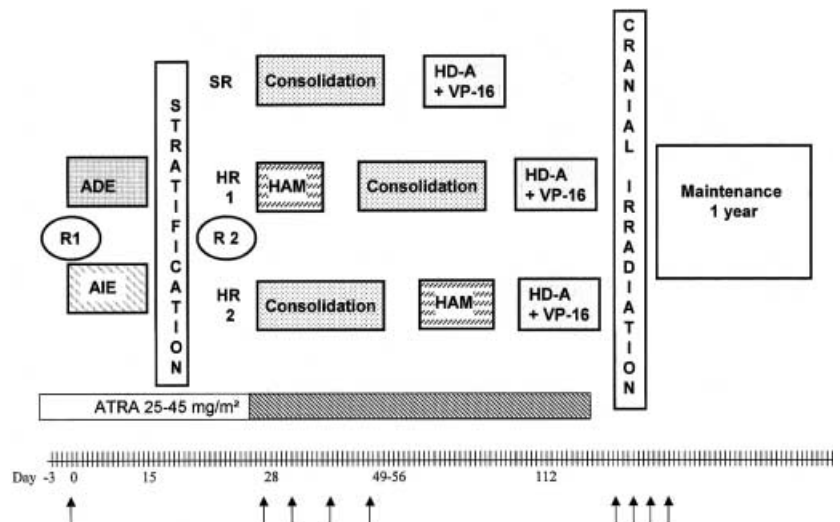 SR
Consolidation
HD-A
+ VP-16
STRATIFICATION
CRANIAL IRRADIATION
ADE
HR
1
HAM
Consolidation
HD-A
+ VP-16
Maintenance
1 year
R1
R 2
AIE
HR
2
Consolidation
HAM
HD-A
+ VP-16
ATRA 25-45 mg/m²
Day -3 0 15 28 49-56 112